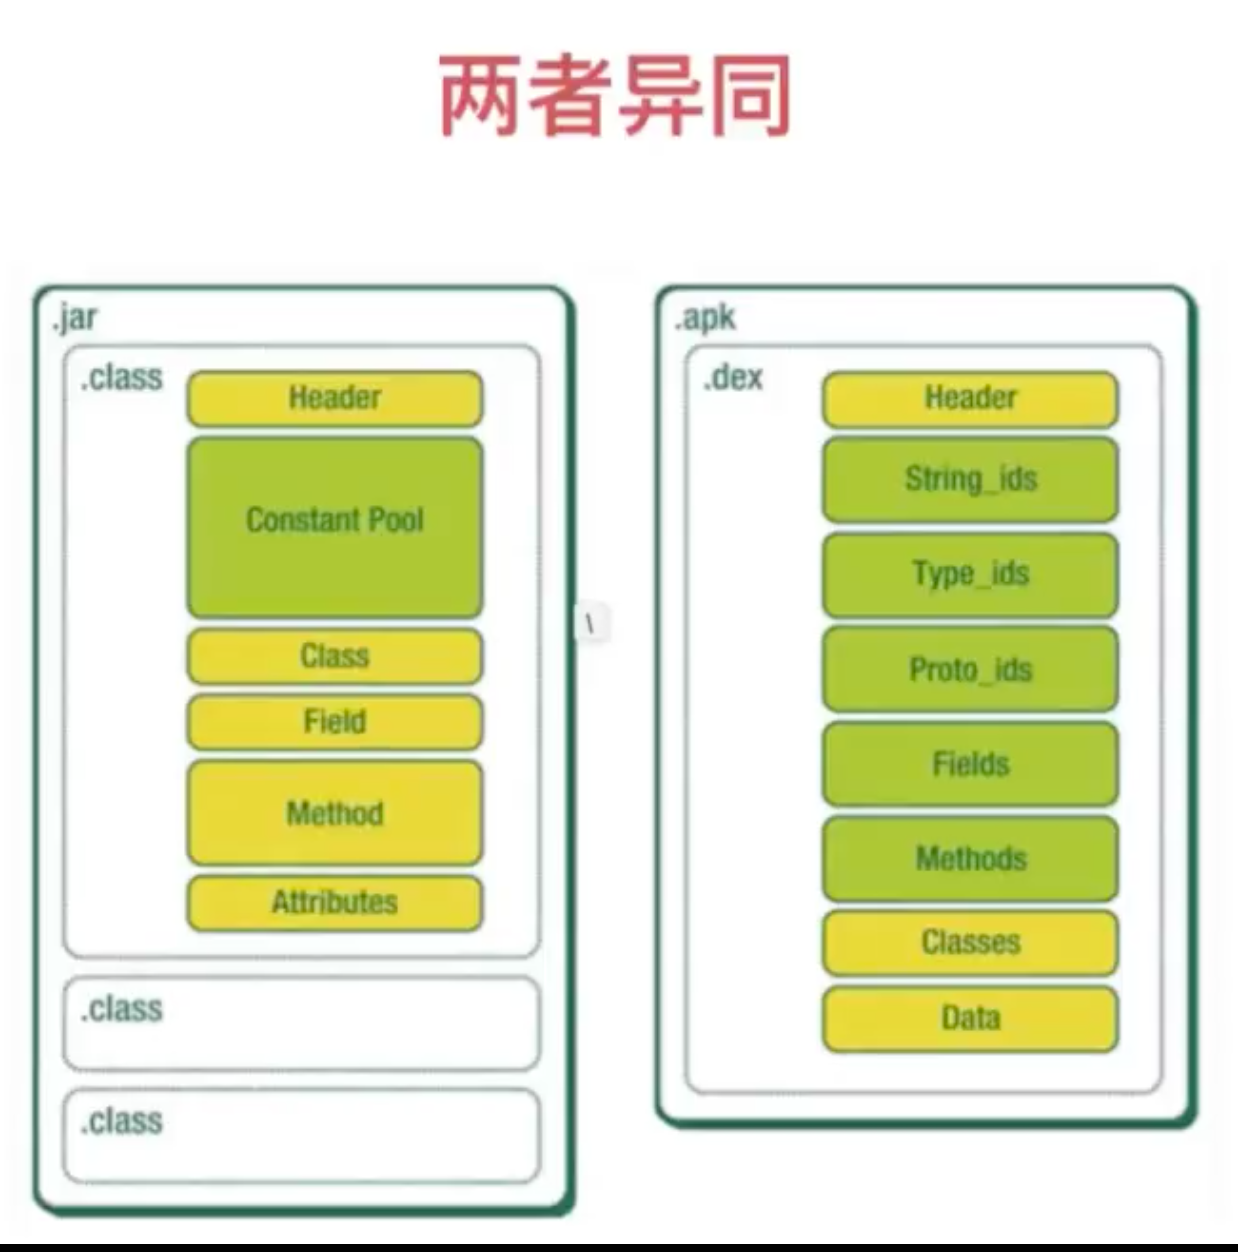 两者异同
.jar
.class
Header
Constant Pool
Class
Field
Method
Attributes
.class
.class
\
.apk
.dex
Header
String_ids
Type_ids
Proto_ids
Fields
Methods
Classes
Data